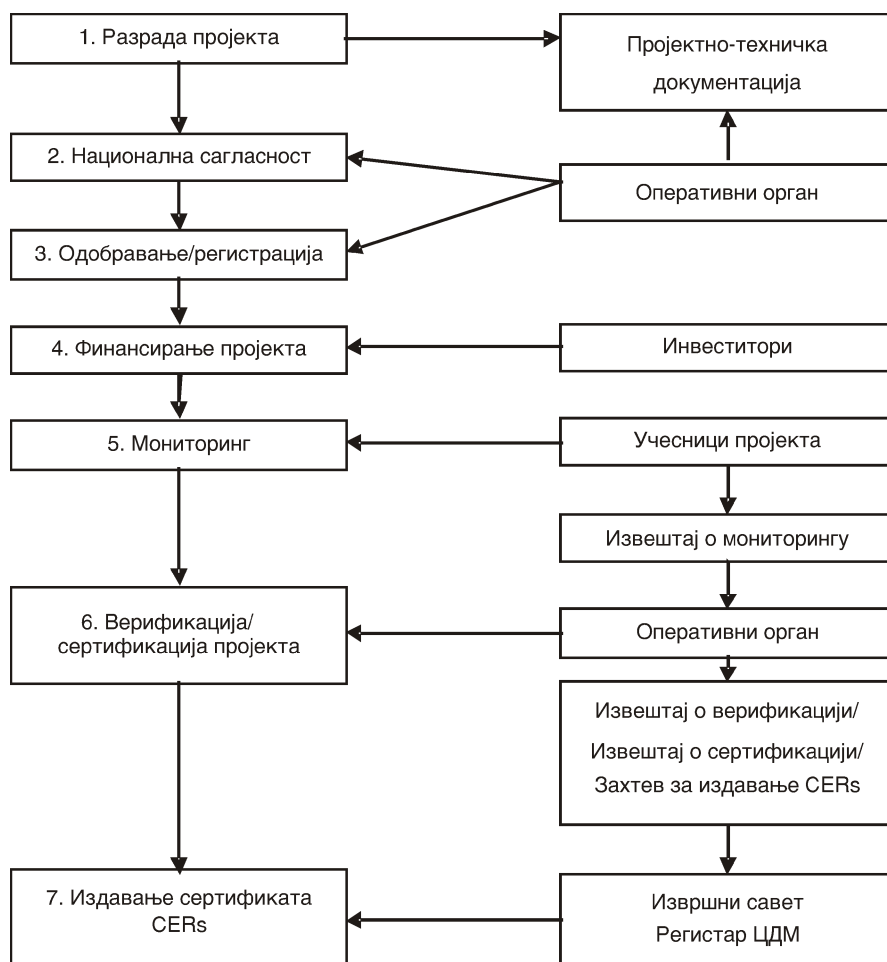 1. Разрада пројекта
Пројектно-техничка
документација
2. Национална сагласност
Оперативни орган
3. Одобравање/регистрација
4. Финансирање пројекта
Инвеститори
5. Мониторинг
Учесници пројекта
Извештај о мониторингу
6. Верификација/
сертификација пројекта
Оперативни орган
Извештај о верификацији/
Извештај о сертификацији/
Захтев за издавање CERs
7. Издавање сертификата
CERs
Извршни савет
Регистар ЦДМ